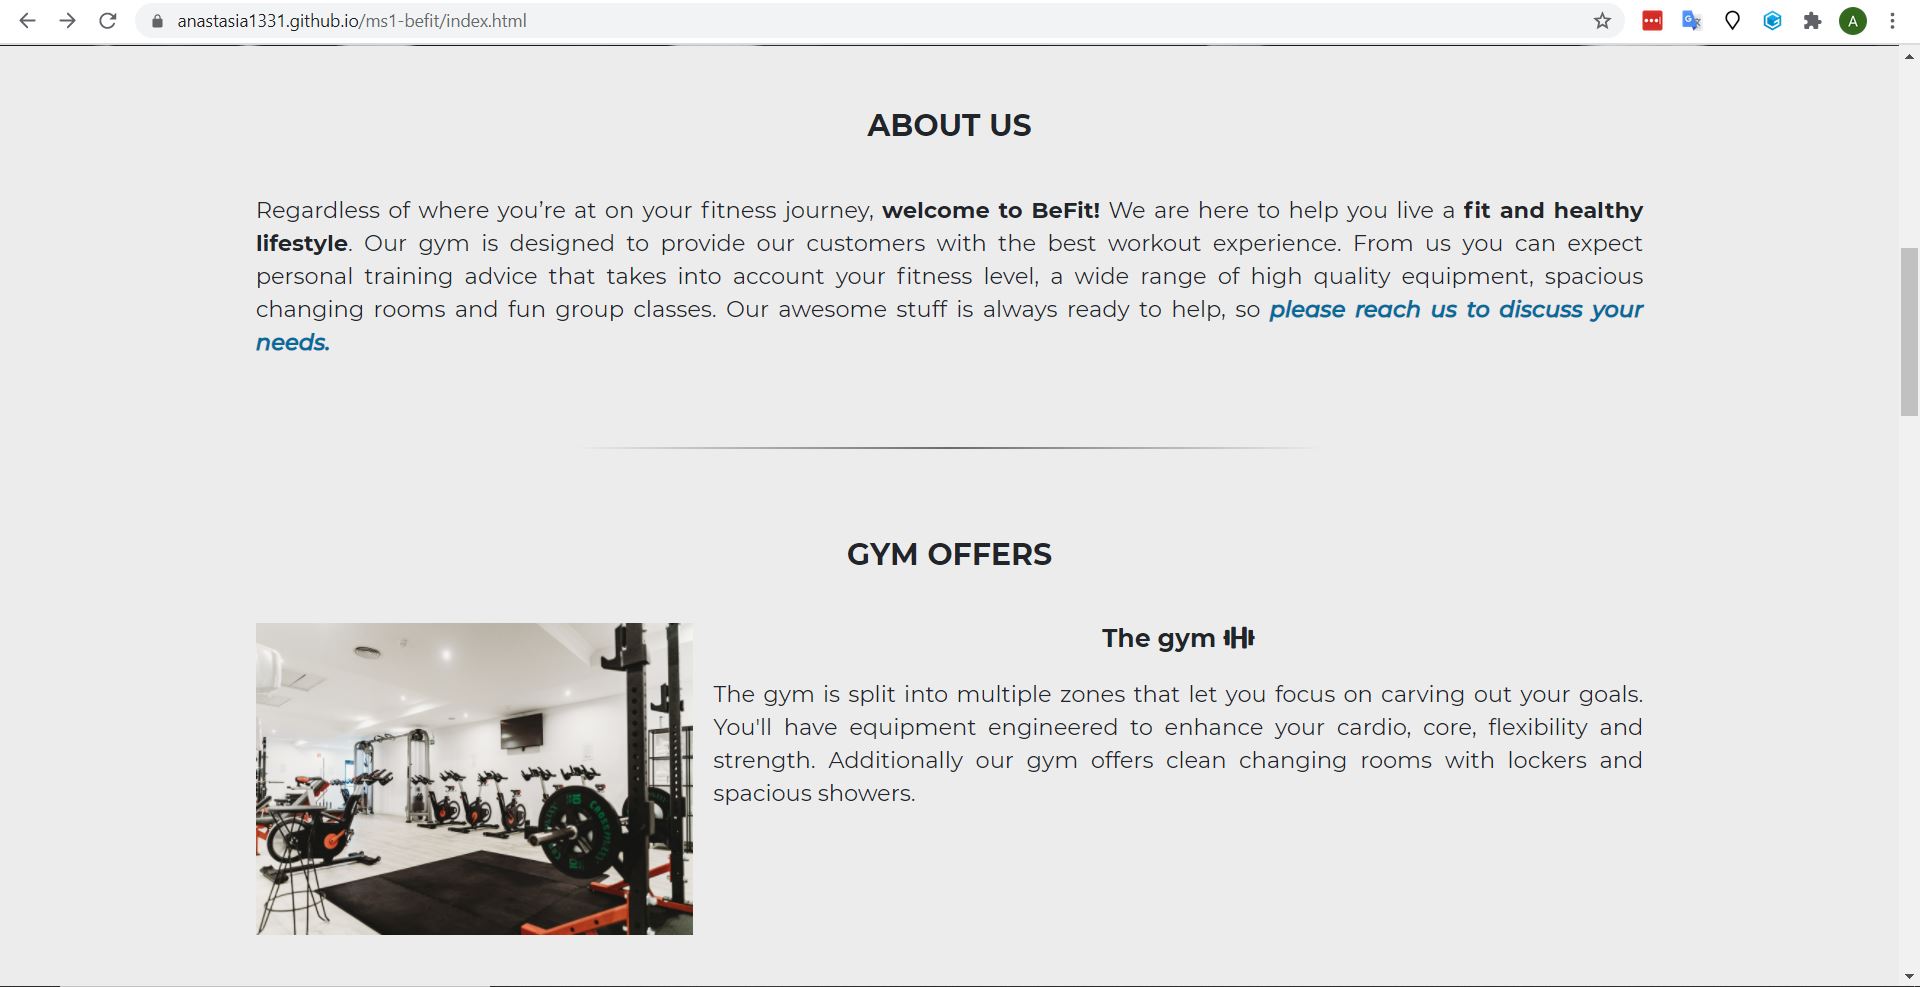 anastasia1331.github.io/ms1-befit/index.html
A
ABOUT US
Regardless of where you’re at on your fitness journey, welcome to BeFit! We are here to help you live a fit and healthy
lifestyle. Our gym is designed to provide our customers with the best workout experience. From us you can expect
personal training advice that takes into account your fitness level, a wide range of high quality equipment, spacious
changing rooms and fun group classes. Our awesome stuff is always ready to help, so please reach us to discuss your
needs.
GYM OFFERS
The gym
The gym is split into multiple zones that let you focus on carving out your goals.
You'll have equipment engineered to enhance your cardio, core, flexibility and
strength. Additionally our gym offers clean changing rooms with lockers and
spacious showers.